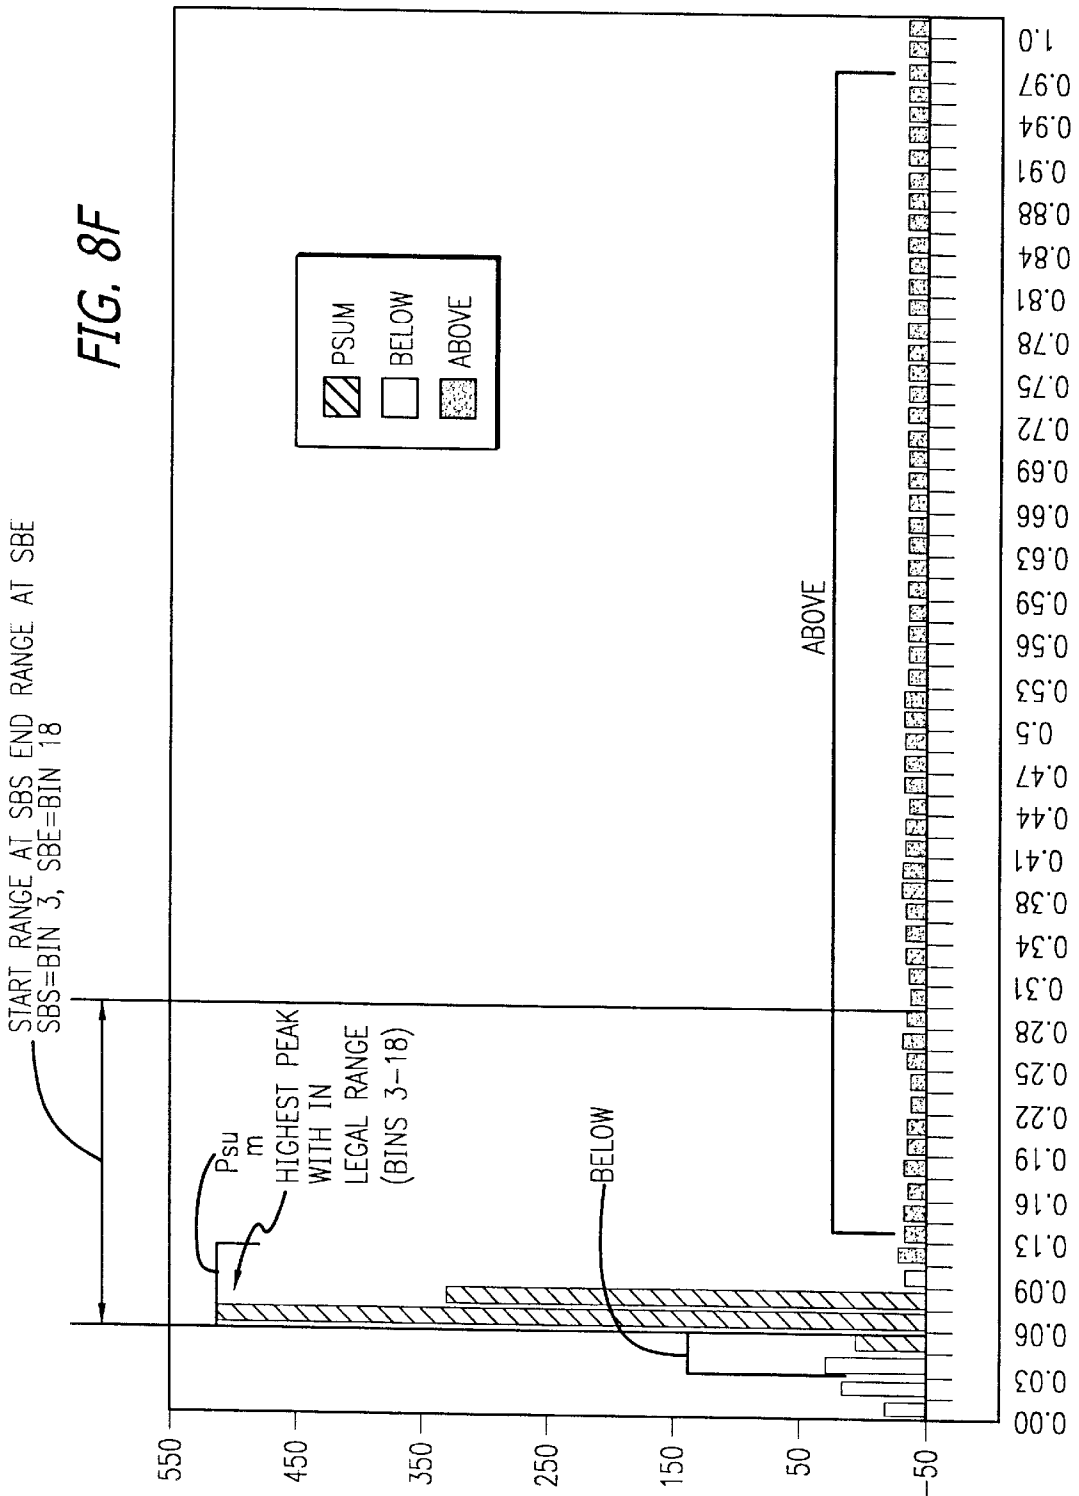 FIG. 8F
START RANGE AT SBS END RANGE AT SBE
SBS=BIN 3, SBE=BIN 18
Psu
m
HIGHEST PEAK
WITH IN
LEGAL RANGE
(BINS 3-18)
BELOW
ABOVE
PSUM
BELOW
ABOVE
550
450
350
250
150
50
-50
0.00
0.03
0.06
0.09
0.13
0.16
0.19
0.22
0.25
0.28
0.31
0.34
0.38
0.41
0.44
0.47
0.5
0.53
0.56
0.59
0.63
0.66
0.69
0.72
0.75
0.78
0.81
0.84
0.88
0.91
0.94
0.97
1.0